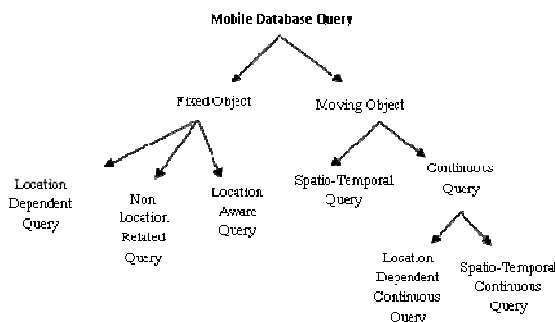 Mobile Database Query
Fixed Object
Moving Object
Location
Dependent
Query
Non
Location
Related
Query
Location
Aware
Query
Spatio-Temporal
Query
Continuous
Query
Location
Dependent
Continuous
Query
Spatio-Temporal
Continuous
Query